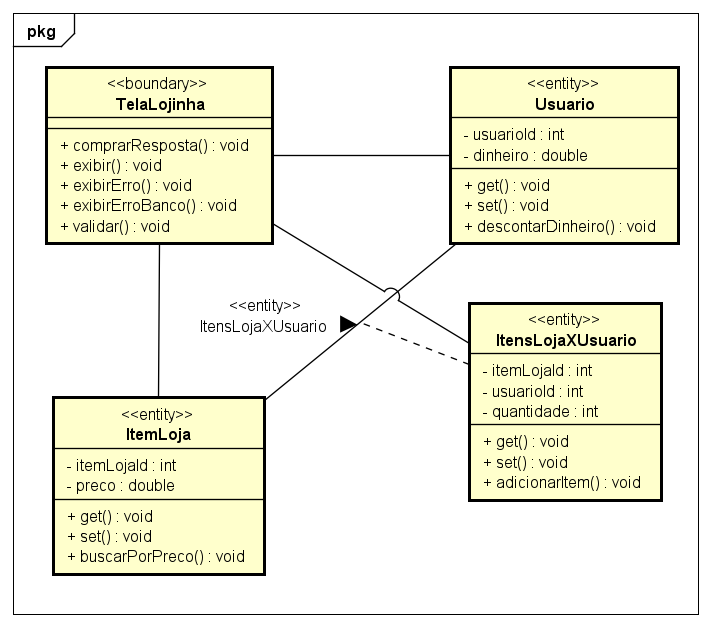 pkg
<<boundary>>
TelaLojinha
+ comprarResposta() : void
+ exibir() : void
+ exibirErro() : void
+ exibirErroBanco() : void
+ validar() : void
<<entity>>
Usuario
- usuarioId : int
- dinheiro : double
+ get() : void
+ set() : void
+ descontarDinheiro() : void
<<entity>>
ItensLojaXUsuario
<<entity>>
ItensLojaXUsuario
- itemLojaId : int
- usuarioId : int
- quantidade : int
+ get() : void
+ set() : void
+ adicionarItem() : void
<<entity>>
ItemLoja
- itemLojaId : int
- preco : double
+ get() : void
+ set() : void
+ buscarPorPreco() : void